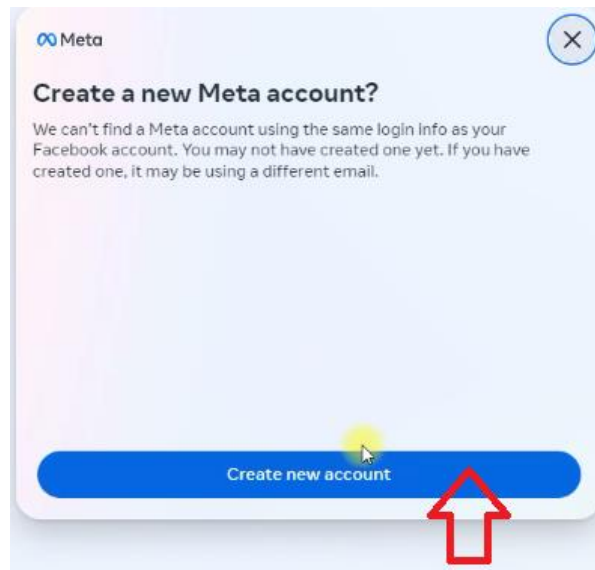 Meta
Create a new Meta account?
We can't find a Meta account using the same login info as your
Facebook account. You may not have created one yet. If you have
created one, it may be using a different email.
Create new account